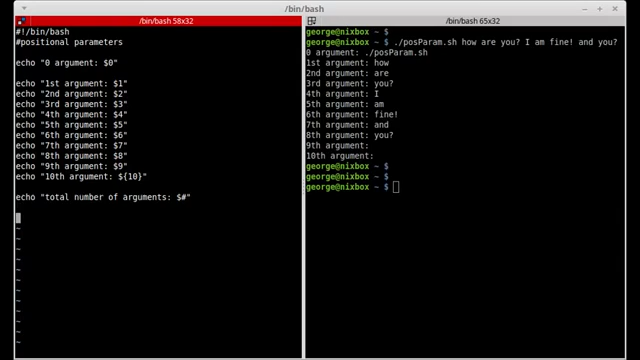 /bin/bash
/bin/bash 58x32
#!/bin/bash
#positional parameters
echo "0 argument: $0"
echo "1st argument: $1"
echo "2nd argument: $2"
echo "3rd argument: $3"
echo "4th argument: $4"
echo "5th argument: $5"
echo "6th argument: $6"
echo "7th argument: $7"
echo "8th argument: $8"
echo "9th argument: $9"
echo "10th argument: ${10}"
echo "total number of arguments: $#"
~
~
~
~
~
~
~
~
~
~
~
~
/bin/bash 65x32
george@nixbox ~ $
george@nixbox ~ $ ./posParam.sh how are you? I am fine! and you?
0 argument: ./posParam.sh
1st argument: how
2nd argument: are
3rd argument: you?
4th argument: I
5th argument: am
6th argument: fine!
7th argument: and
8th argument: you?
9th argument:
10th argument:
george@nixbox ~ $
george@nixbox ~ $
george@nixbox ~ $